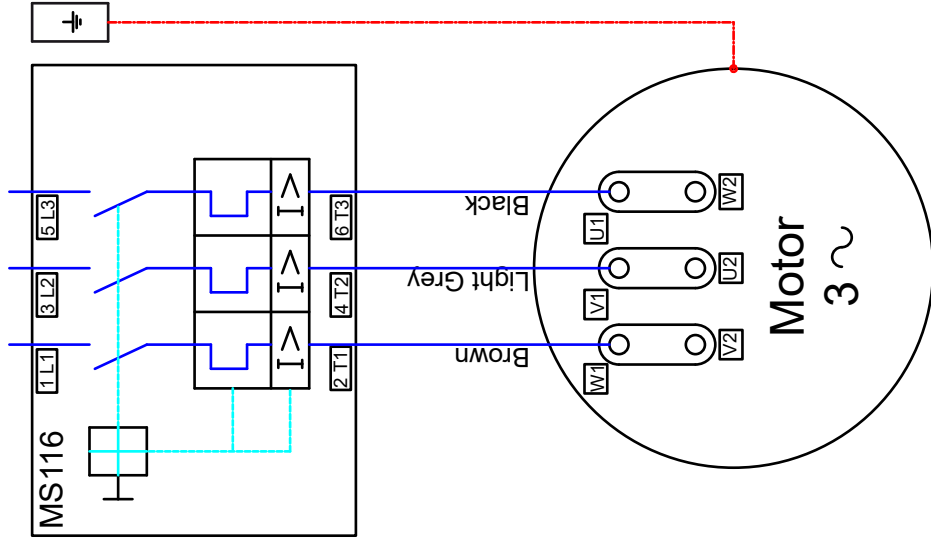 MS116
1 L1
3 L2
5 L3
I >
I >
I >
2 T1
4 T2
6 T3
Brown
Light Grey
Black
W1
V1
U1
V2
U2
W2
Motor
3 ~